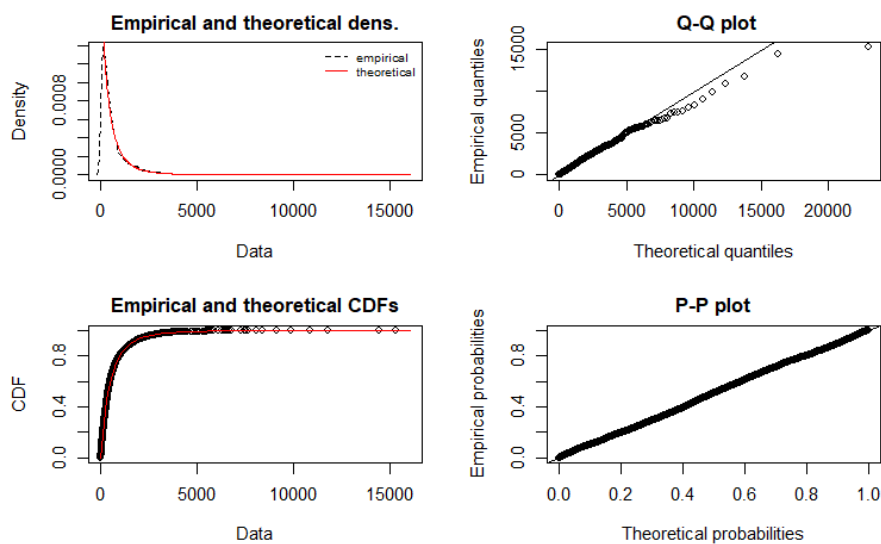 Empirical and theoretical dens.
Density
0.0000
0.0008
empirical
theoretical
0
5000
10000
15000
Data
Q-Q plot
Empirical quantiles
0
5000
15000
0
5000
10000
15000
20000
Theoretical quantiles
Empirical and theoretical CDFs
CDF
0.0
0.4
0.8
0
5000
10000
15000
Data
P-P plot
Empirical probabilities
0.0
0.4
0.8
0.0
0.2
0.4
0.6
0.8
1.0
Theoretical probabilities